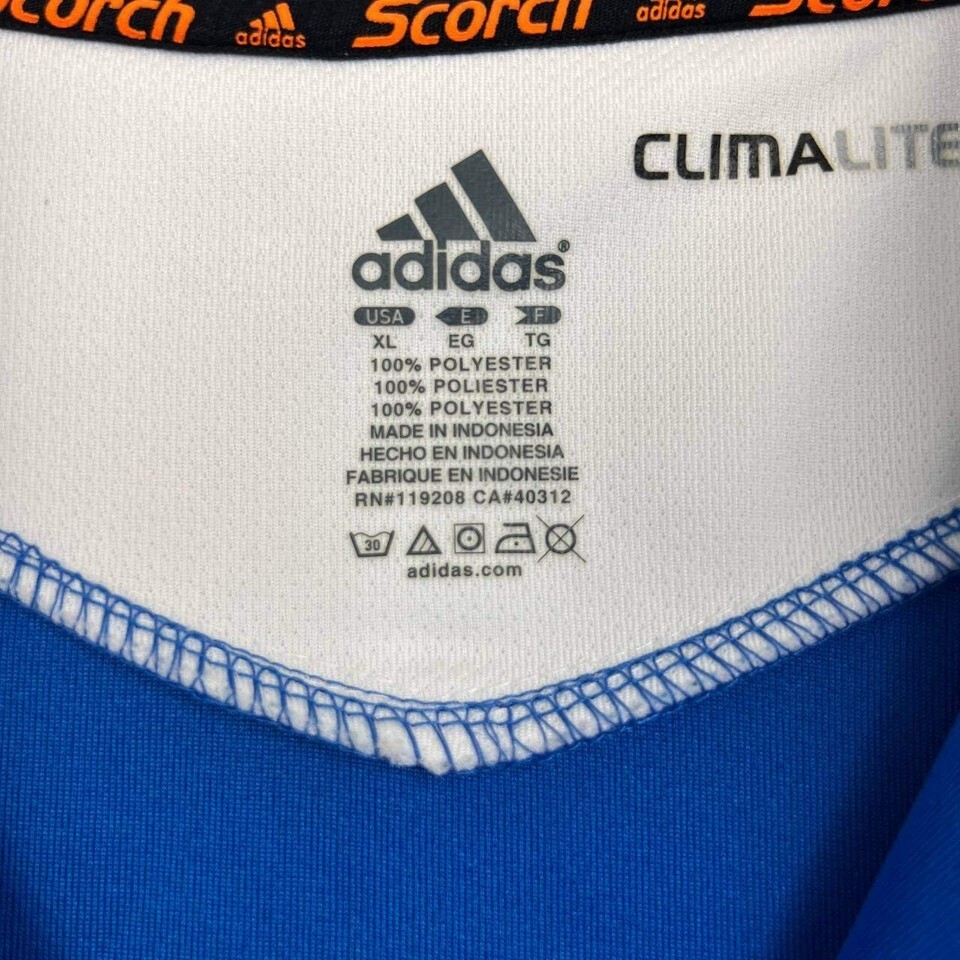 Scorch adidas Scorch adidas Scorch
CLIMALITE
adidas®
USA E F
XL EG TG
100% POLYESTER
100% POLIESTER
100% POLYESTER
MADE IN INDONESIA
HECHO EN INDONESIA
FABRIQUE EN INDONESIE
RN#119208 CA#40312
30
adidas.com